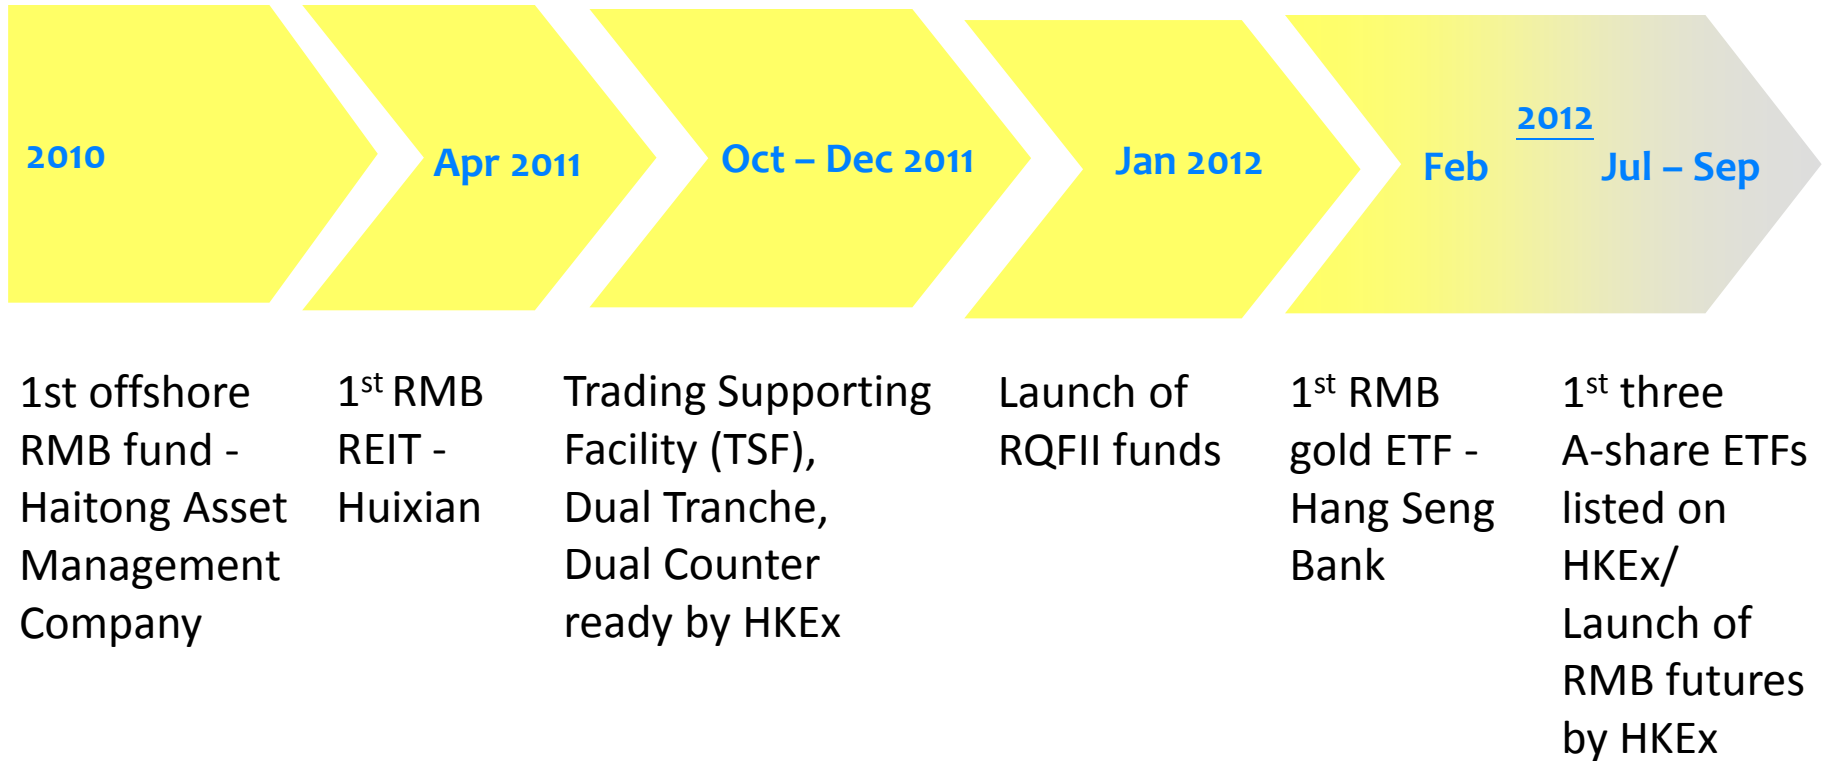 2010
Apr 2011
Oct – Dec 2011
Jan 2012
2012
Feb
Jul – Sep
1st offshore
RMB fund -
Haitong Asset
Management
Company
1st RMB
REIT -
Huixian
Trading Supporting
Facility (TSF),
Dual Tranche,
Dual Counter
ready by HKEx
Launch of
RQFII funds
1st RMB
gold ETF -
Hang Seng
Bank
1st three
A-share ETFs
listed on
HKEx/
Launch of
RMB futures
by HKEx